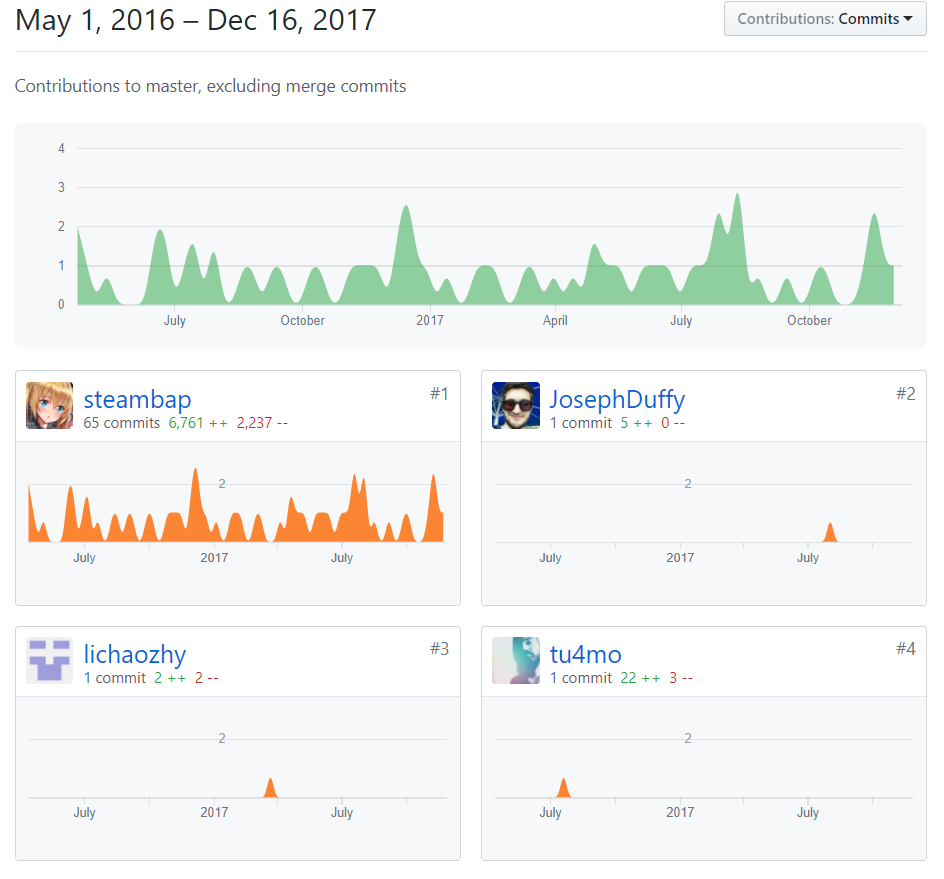 May 1, 2016 – Dec 16, 2017
Contributions: Commits
Contributions to master, excluding merge commits
4
3
2
1
0
July October 2017 April July October
steambap #1
65 commits 6,761 ++ 2,237 --
2
July 2017 July
JosephDuffy #2
1 commit 5 ++ 0 --
2
July 2017 July
lichaozhy #3
1 commit 2 ++ 2 --
2
July 2017 July
tu4mo #4
1 commit 22 ++ 3 --
2
July 2017 July